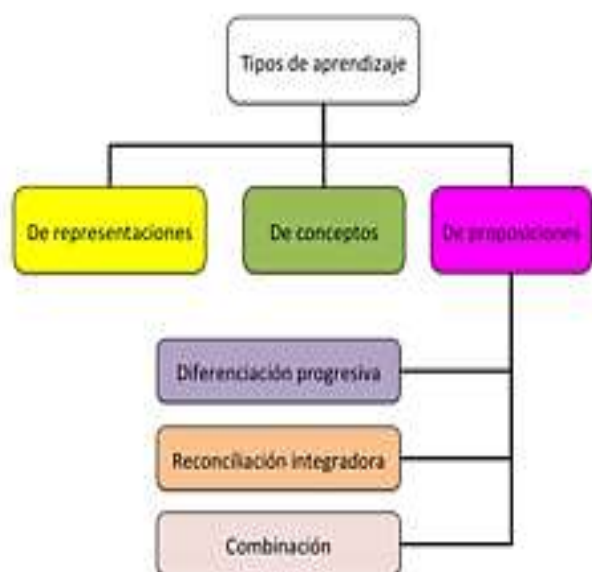 Tipos de aprendizaje
De representaciones
De conceptos
De proposiciones
Diferenciación progresiva
Reconciliación integradora
Combinación